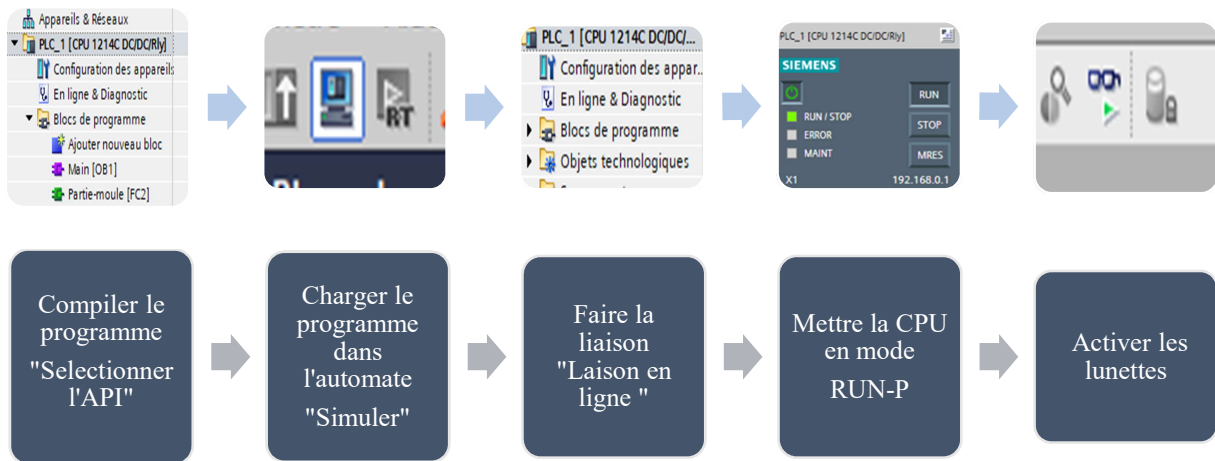 Appareils & Réseaux
PLC_1 [CPU 1214C DC/DC/Rly]
Configuration des appareils
En ligne & Diagnostic
Blocs de programme
Ajouter nouveau bloc
Main [OB1]
Partie-moule [FC2]
RT
PLC_1 [CPU 1214C DC/DC/...
Configuration des appar..
En ligne & Diagnostic
Blocs de programme
Objets technologiques
PLC_1 [CPU 1214C DC/DC/Rly]
SIEMENS
RUN
RUN / STOP
STOP
ERROR
MAINT
MRES
X1
192.168.0.1
Compiler le
programme
"Selectionner
l'API"
Charger le
programme
dans
l'automate
"Simuler"
Faire la
liaison
"Laison en
ligne "
Mettre la CPU
en mode
RUN-P
Activer les
lunettes